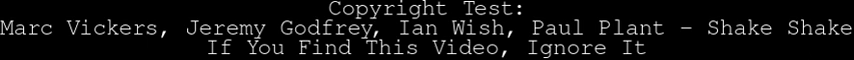 Copyright Test:
Marc Vickers, Jeremy Godfrey, Ian Wish, Paul Plant - Shake Shake
If You Find This Video, Ignore It